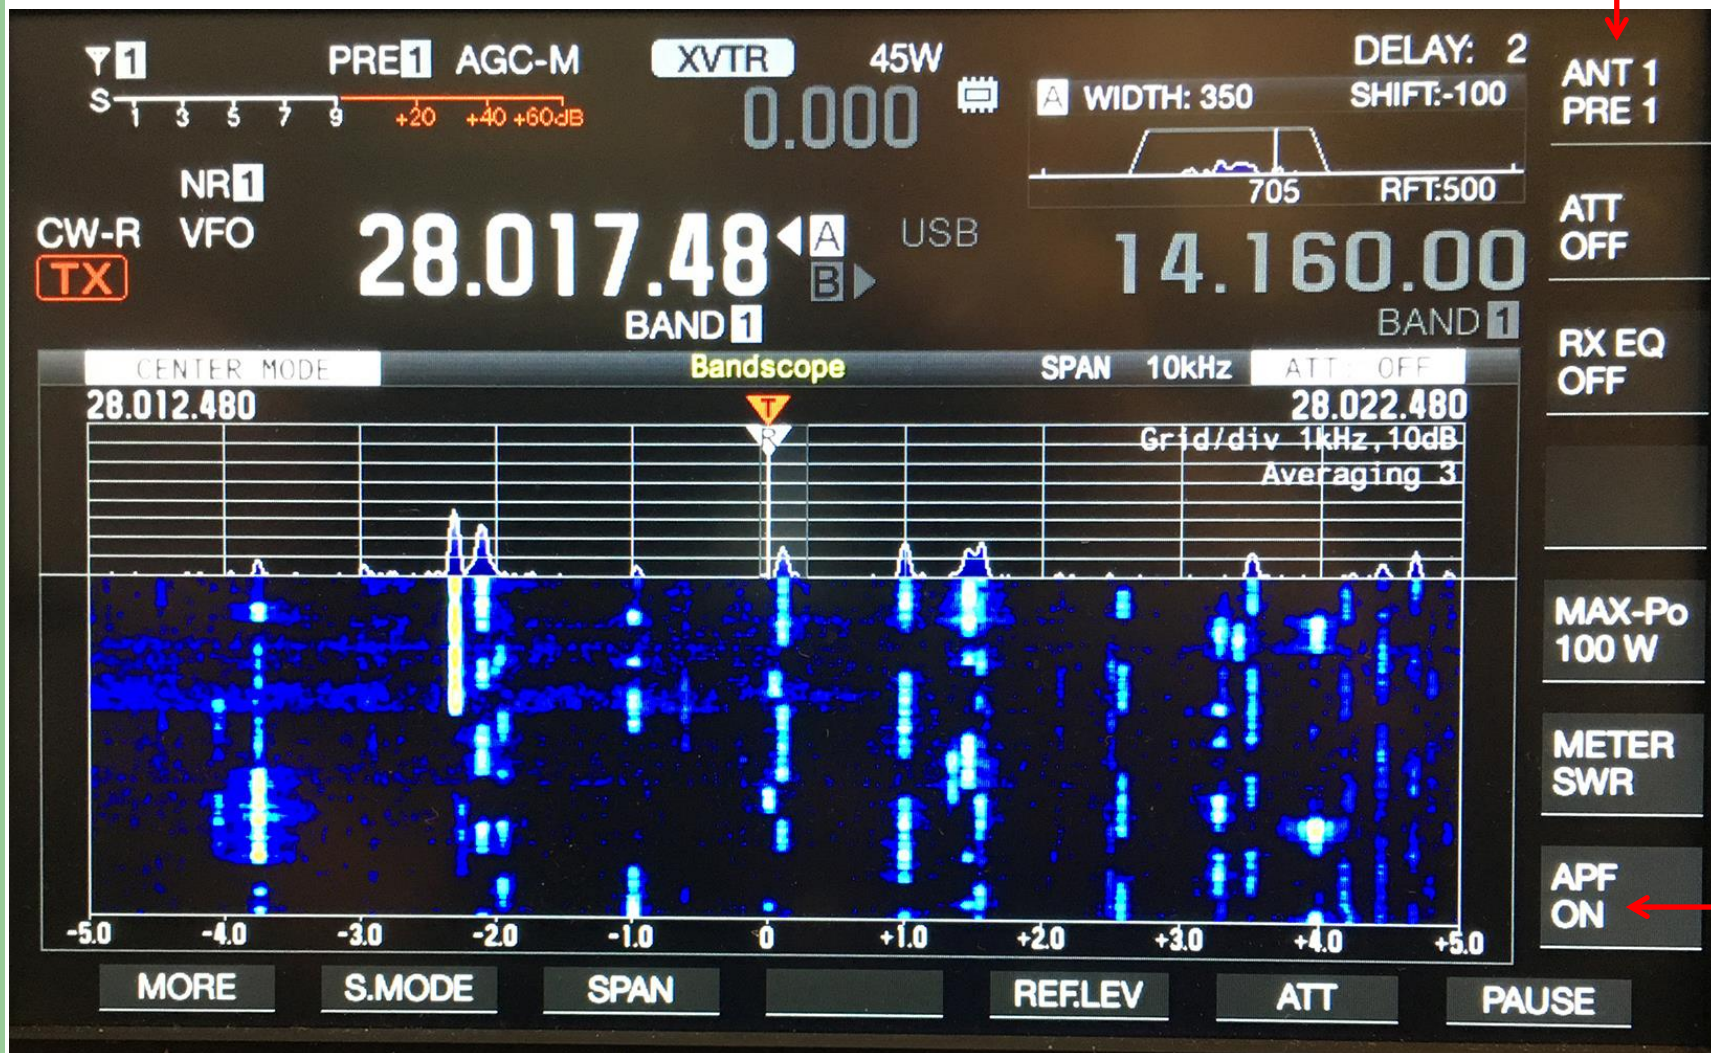 1 PRE1 AGC-M XVTR 45W DELAY: 2
S 1 3 5 7 9 +20 +40 +60dB
0.000
A WIDTH: 350 SHIFT:-100
705 RFT:500
NR1
CW-R VFO 28.017.48 A USB 14.160.00
TX B
BAND 1 BAND 1
CENTER MODE Bandscope SPAN 10kHz ATT: OFF
28.012.480 T 28.022.480
R Grid/div 1kHz,10dB
Averaging 3
-5.0 -4.0 -3.0 -2.0 -1.0 0 +1.0 +2.0 +3.0 +4.0 +5.0
MORE S.MODE SPAN REF.LEV ATT PAUSE
ANT 1
PRE 1
ATT
OFF
RX EQ
OFF
MAX-Po
100 W
METER
SWR
APF
ON